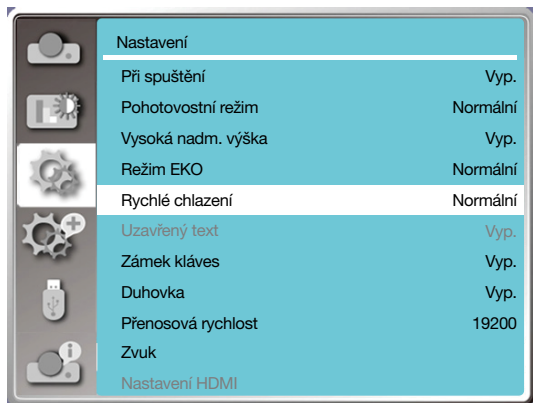 Nastavení
Při spuštění Vyp.
Pohotovostní režim Normální
Vysoká nadm. výška Vyp.
Režim EKO Normální
Rychlé chlazení Normální
Uzavřený text Vyp.
Zámek kláves Vyp.
Duhovka Vyp.
Přenosová rychlost 19200
Zvuk
Nastavení HDMI